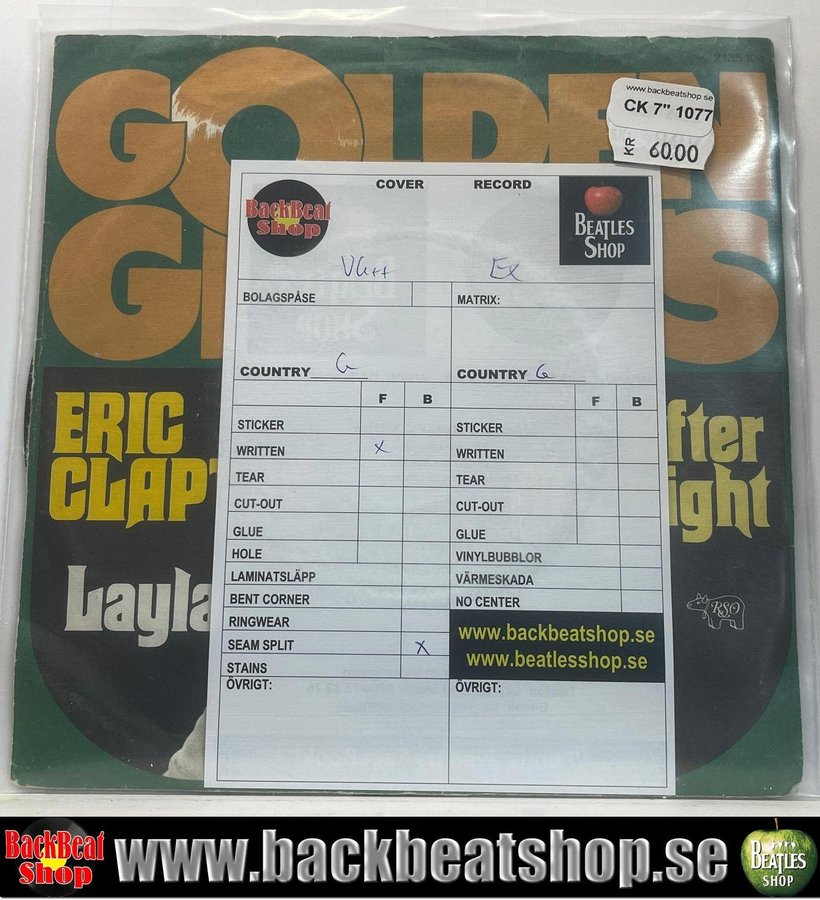 2135101
GOLDEN
www.backbeatshop.se
CK 7" 1077
KR 60.00
G S
ERIC
CLAPT
Layla
fter
ight
RSO
BackBeat
Shop
COVER RECORD
BEATLES
SHOP
VG++ EX
BOLAGSPÅSE MATRIX:
COUNTRY G COUNTRY G
F B F B
STICKER STICKER
WRITTEN X WRITTEN
TEAR TEAR
CUT-OUT CUT-OUT
GLUE GLUE
HOLE VINYLBUBBLOR
LAMINATSLÄPP VÄRMESKADA
BENT CORNER NO CENTER
RINGWEAR
SEAM SPLIT X
STAINS
www.backbeatshop.se
www.beatlesshop.se
ÖVRIGT: ÖVRIGT:
BackBeat
Shop
www.backbeatshop.se
BEATLES
SHOP